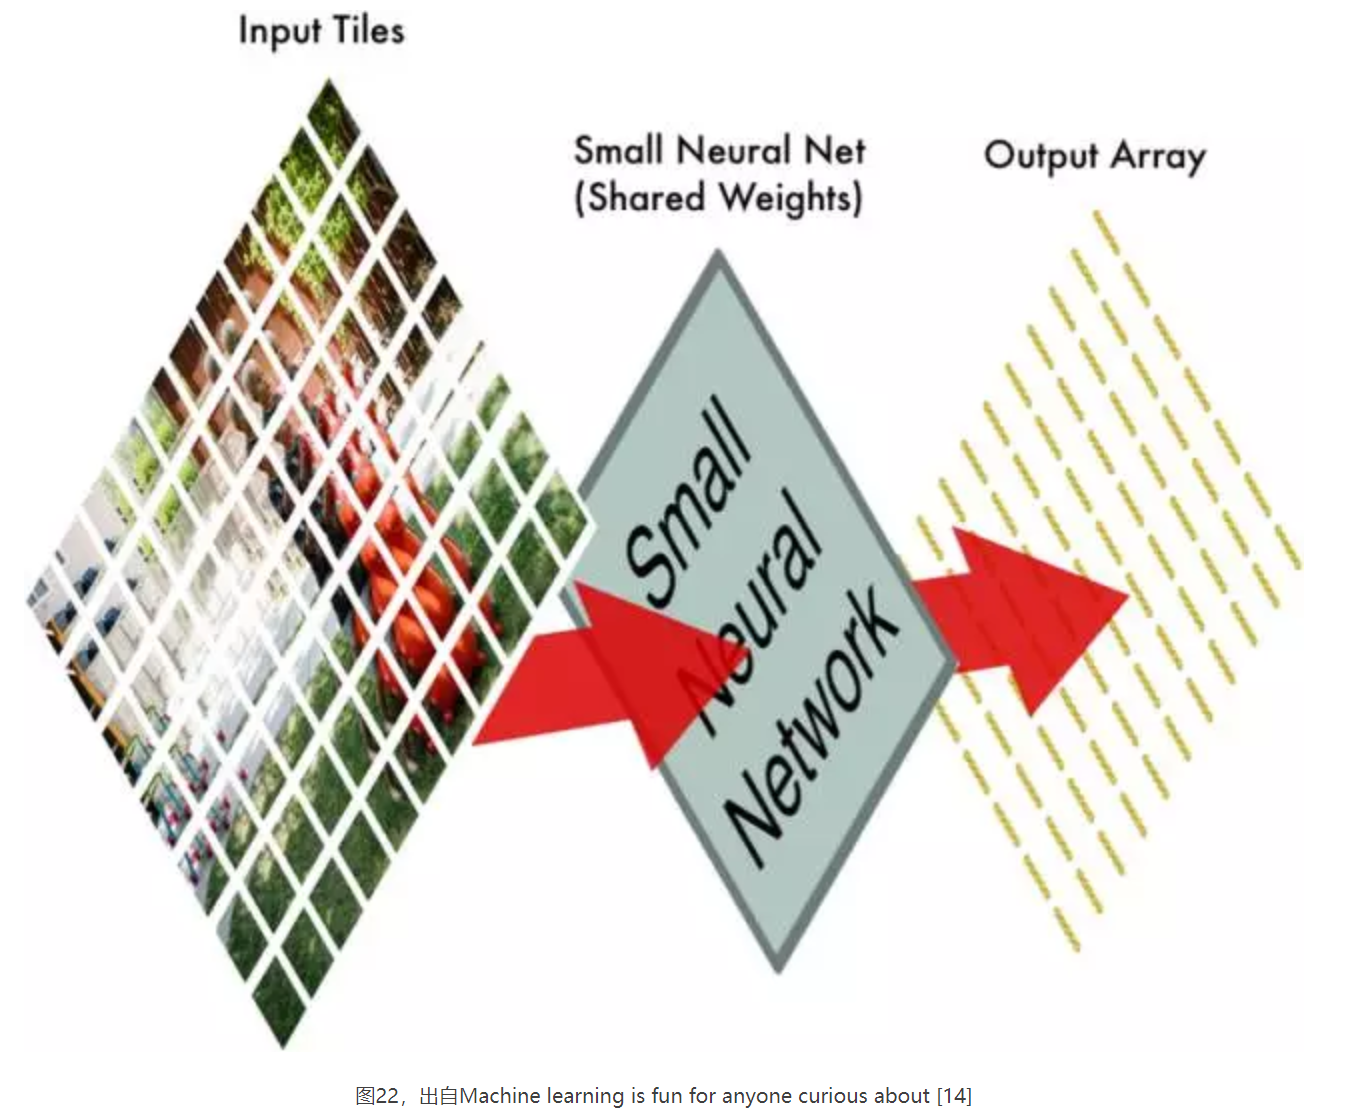 Input Tiles
Small Neural Net
(Shared Weights)
Output Array
Small
Neural
Network
图22，出自Machine learning is fun for anyone curious about [14]